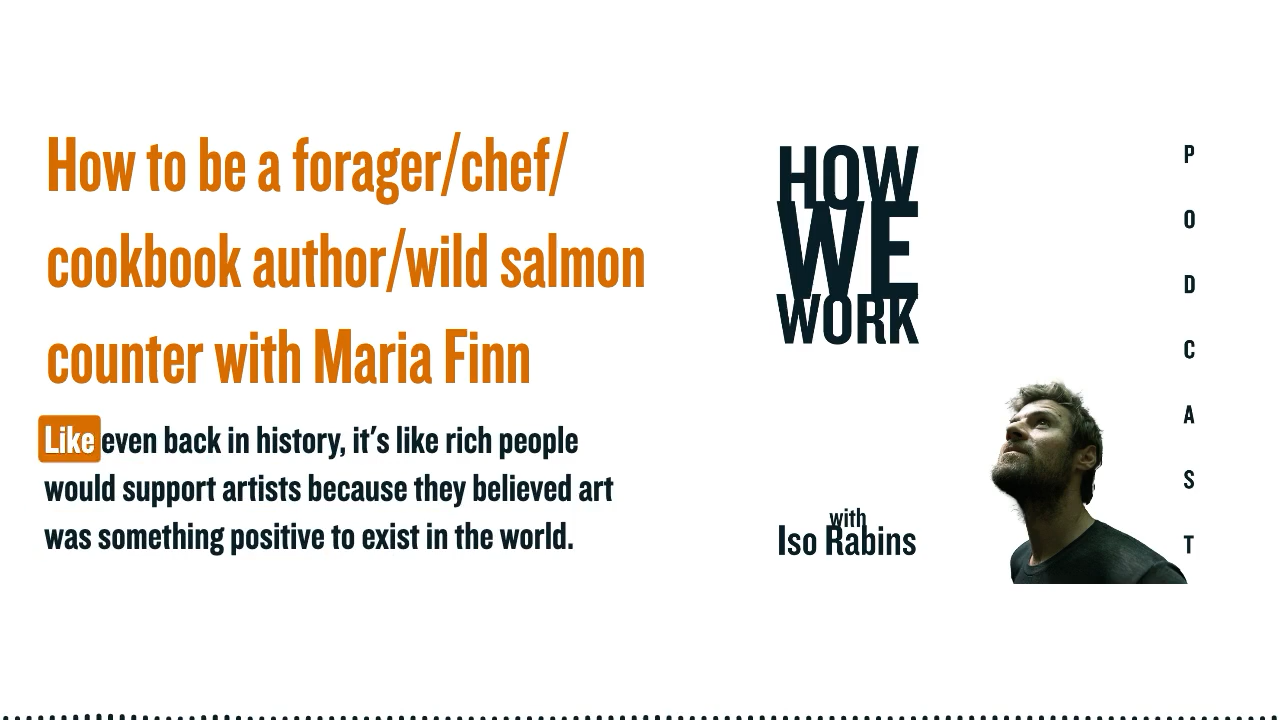 How to be a forager/chef/
cookbook author/wild salmon
counter with Maria Finn
Like even back in history, it's like rich people
would support artists because they believed art
was something positive to exist in the world.
HOW
WE
WORK
with
Iso Rabins
PODCAST